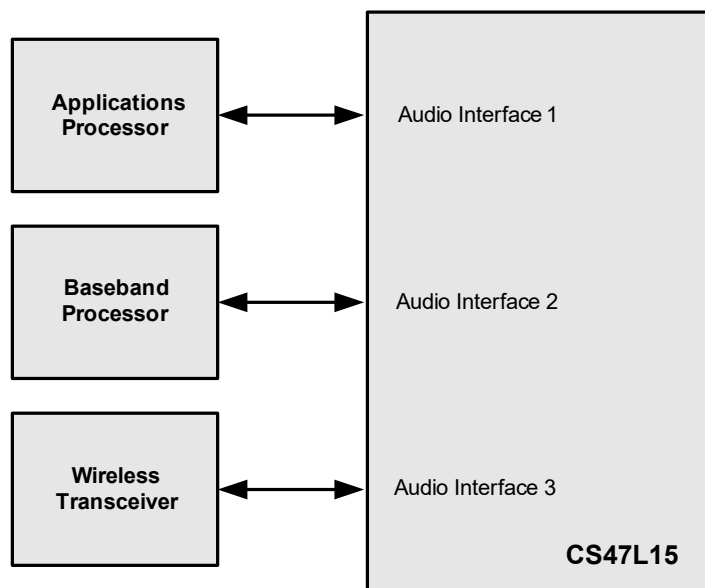 Applications
Processor
Audio Interface 1
Baseband
Processor
Audio Interface 2
Wireless
Transceiver
Audio Interface 3
CS47L15